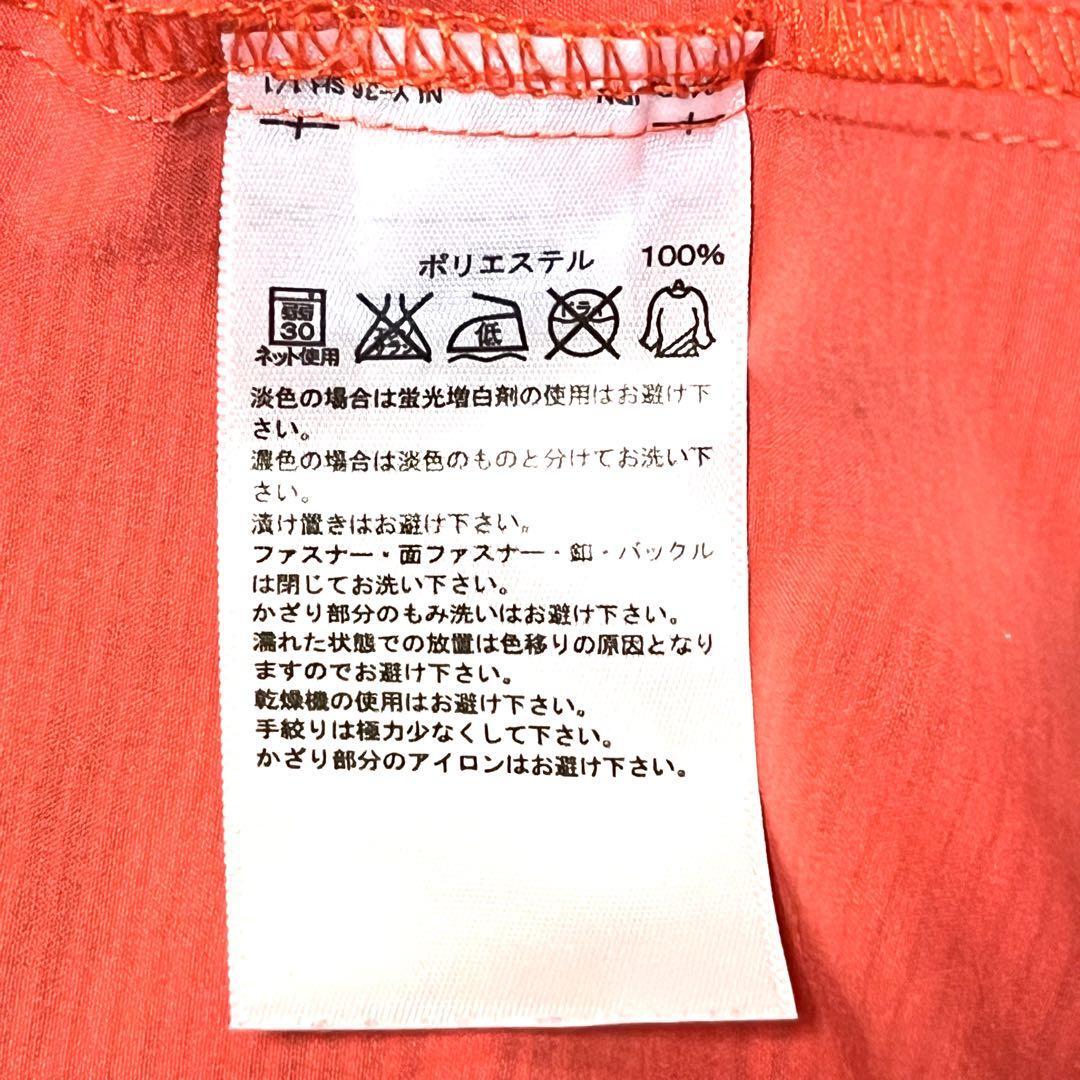 ポリエステル 100%
弱 30 低 ドライ
ネット使用
淡色の場合は蛍光増白剤の使用はお避け下
さい。
濃色の場合は淡色のものと分けてお洗い下
さい。
漬け置きはお避け下さい。
ファスナー・面ファスナー・釦・バックル
は閉じてお洗い下さい。
かざり部分のもみ洗いはお避け下さい。
濡れた状態での放置は色移りの原因となり
ますのでお避け下さい。
乾燥機の使用はお避け下さい。
手絞りは極力少なくして下さい。
かざり部分のアイロンはお避け下さい。